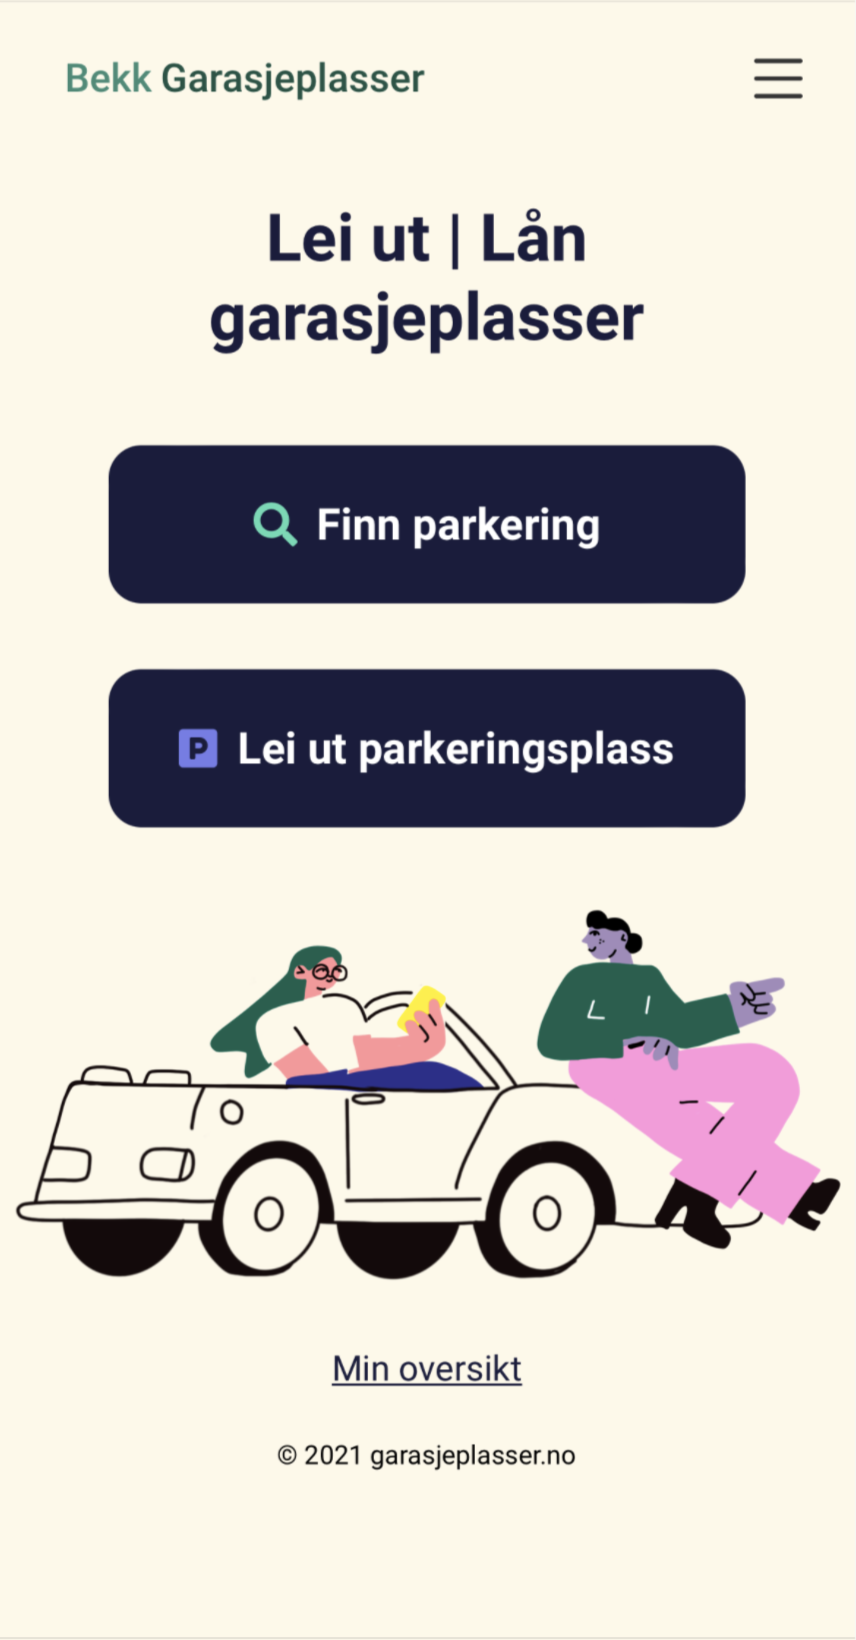 Bekk Garasjeplasser
Lei ut | Lån
garasjeplasser
Finn parkering
P Lei ut parkeringsplass
Min oversikt
© 2021 garasjeplasser.no